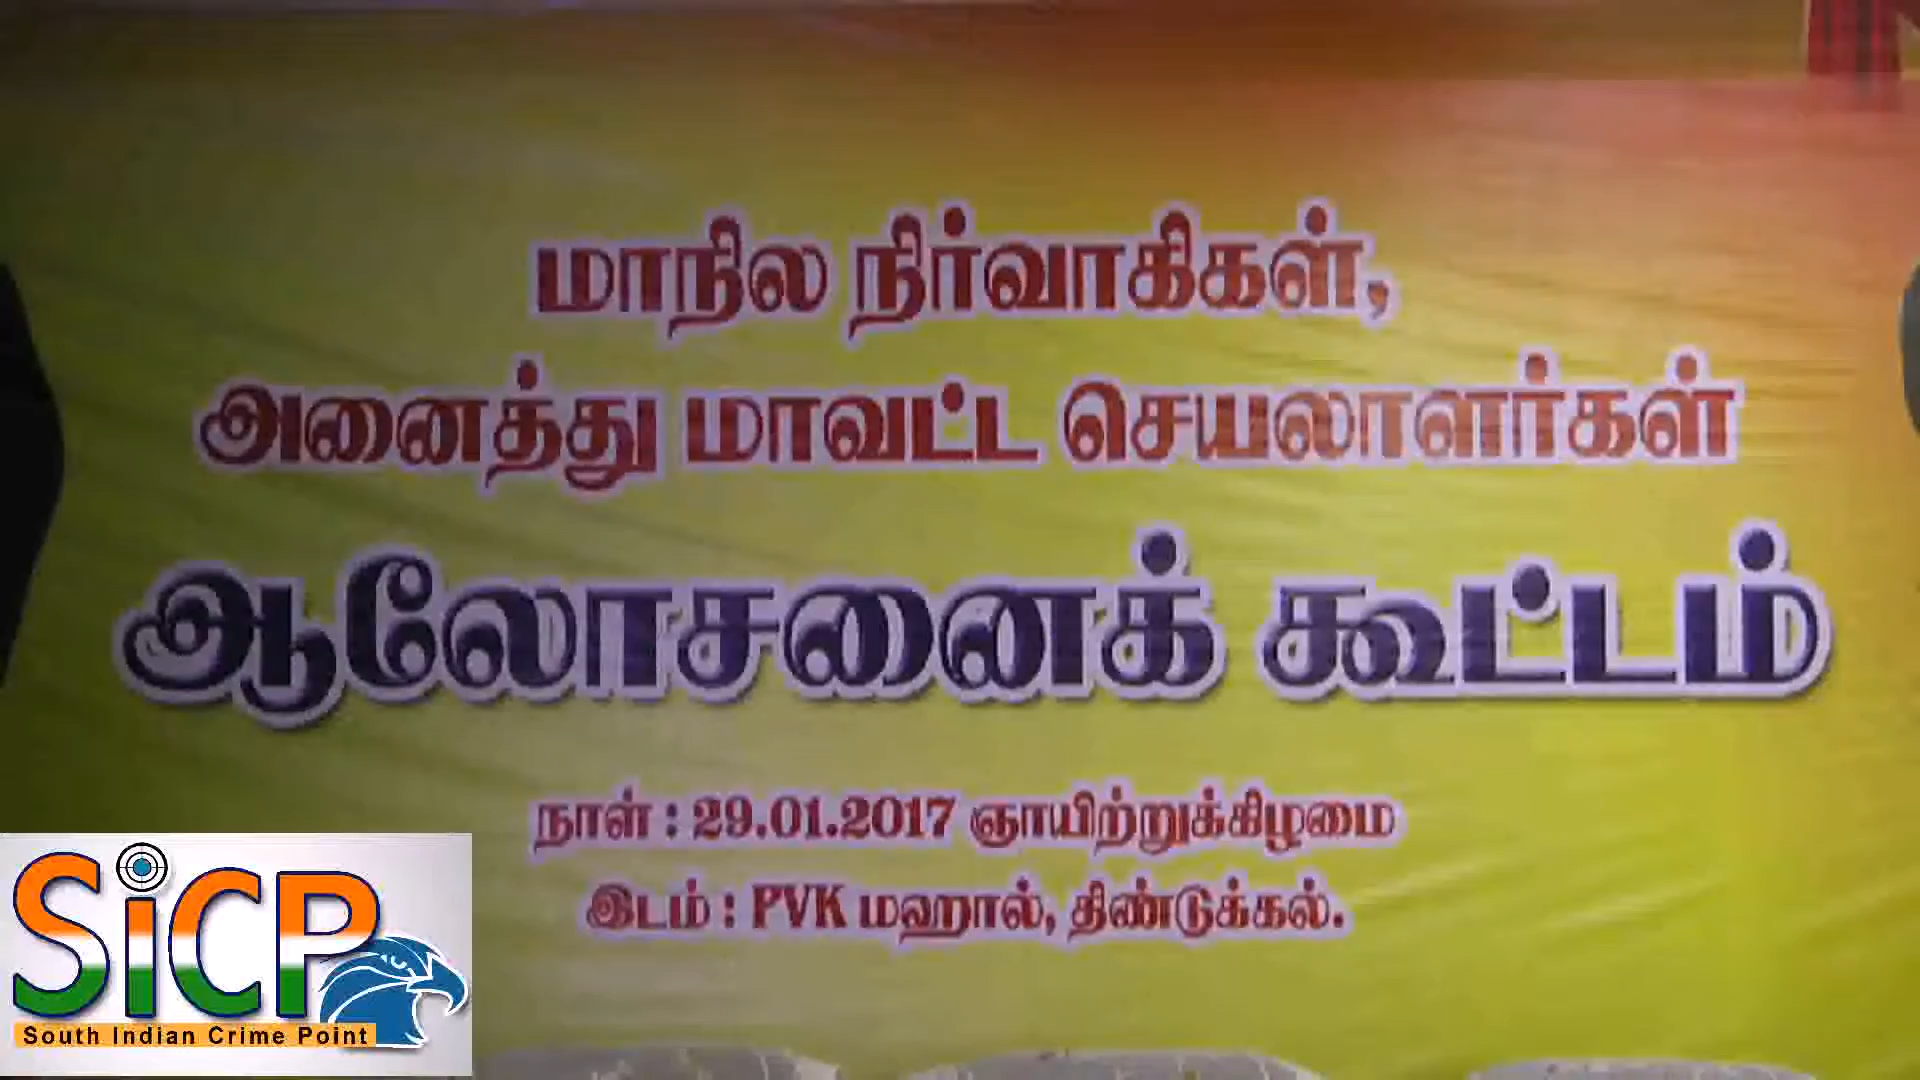 மாநில நிர்வாகிகள்,
அனைத்து மாவட்ட செயலாளர்கள்
ஆலோசனைக் கூட்டம்
நாள் : 29.01.2017 ஞாயிற்றுக்கிழமை
இடம் : PVK மஹால், திண்டுக்கல்.
SiCP
South Indian Crime Point